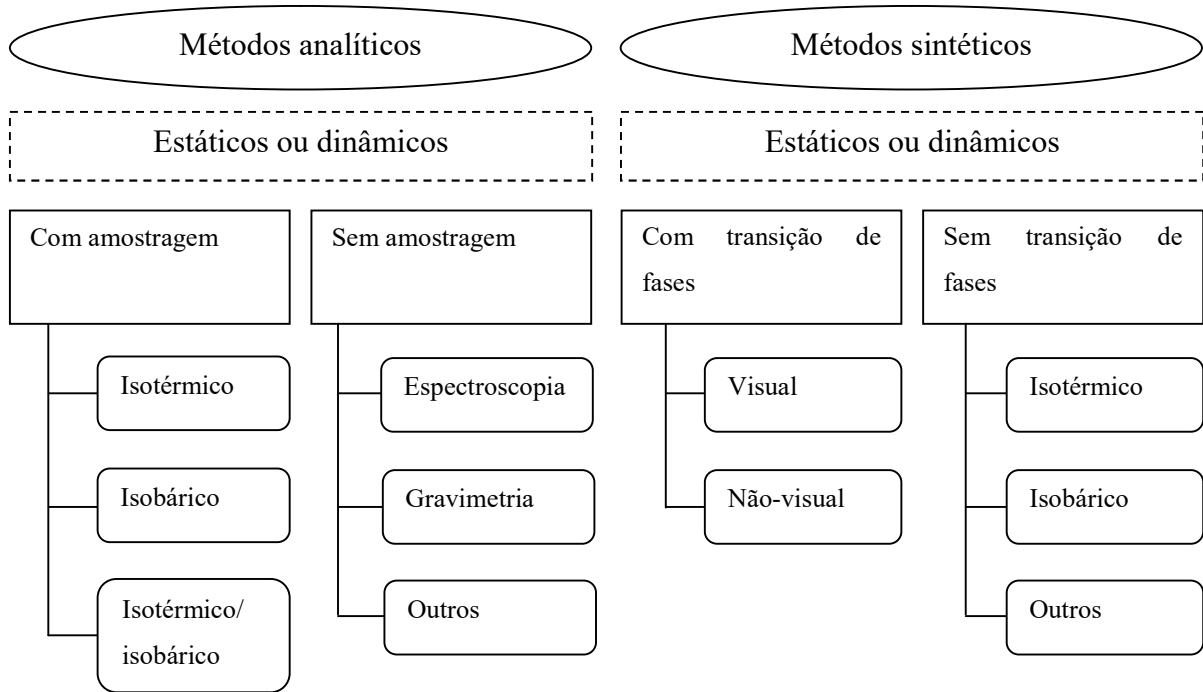 Métodos analíticos
Estáticos ou dinâmicos
Com amostragem
Isotérmico
Isobárico
Isotérmico/
isobárico
Sem amostragem
Espectroscopia
Gravimetria
Outros
Métodos sintéticos
Estáticos ou dinâmicos
Com transição de
fases
Visual
Não-visual
Sem transição de
fases
Isotérmico
Isobárico
Outros